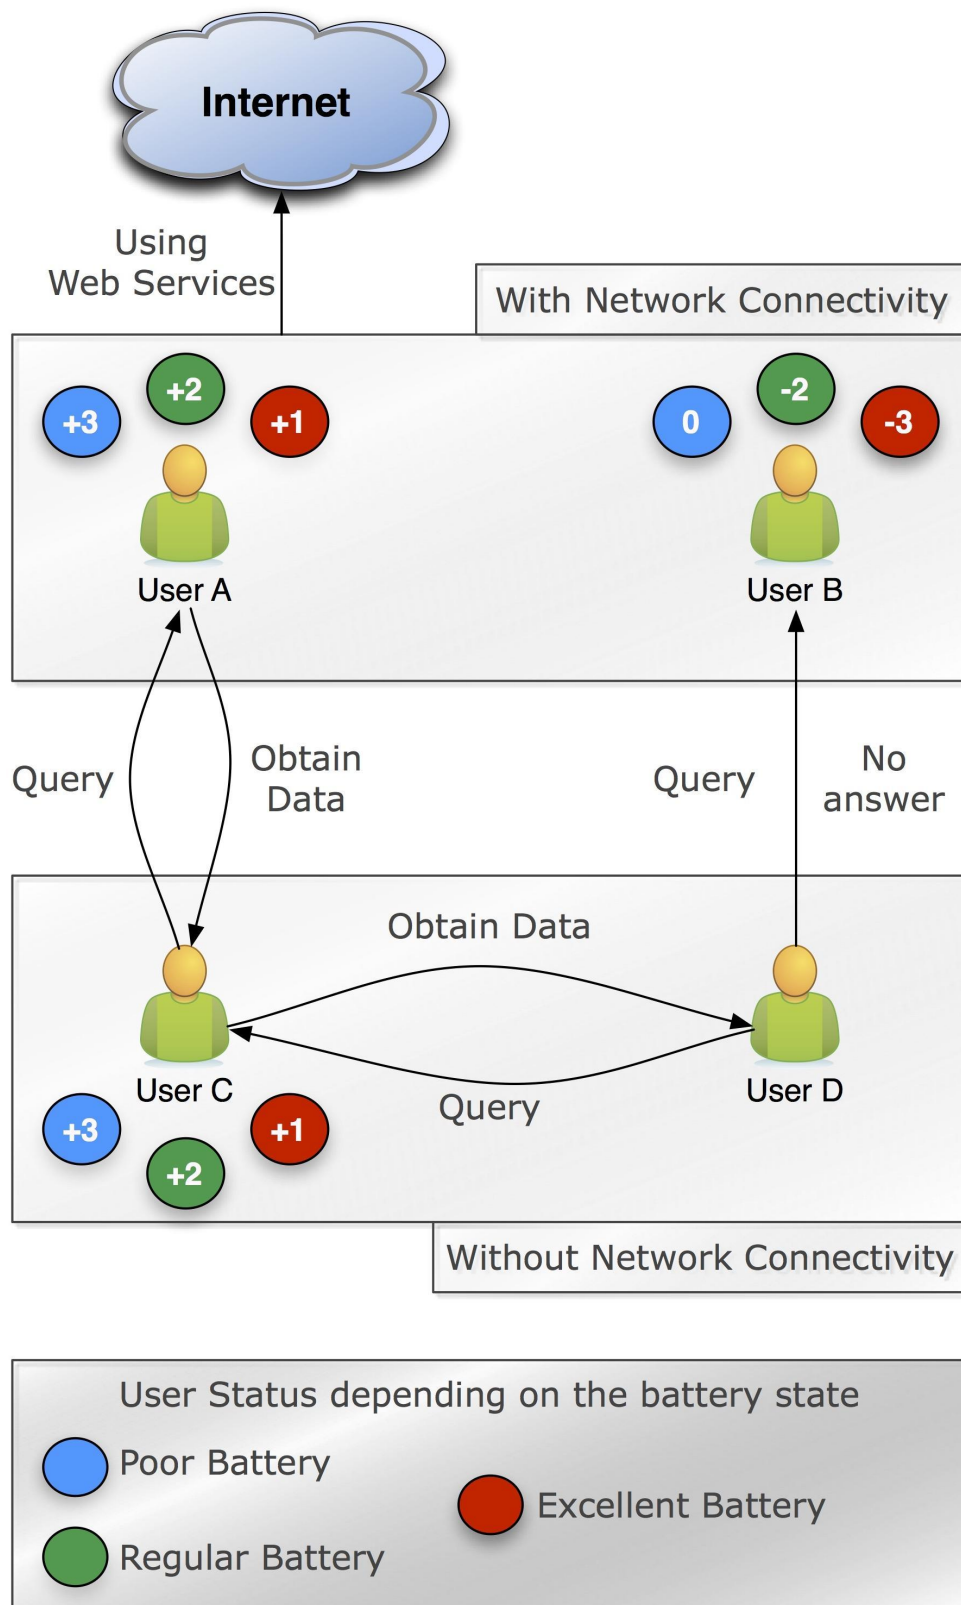 Internet
Using
Web Services
With Network Connectivity
+3
+2
+1
0
-2
-3
User A
User B
Query
Obtain
Data
Query
No
answer
Obtain Data
User C
User D
Query
+3
+2
+1
Without Network Connectivity
User Status depending on the battery state
Poor Battery
Excellent Battery
Regular Battery